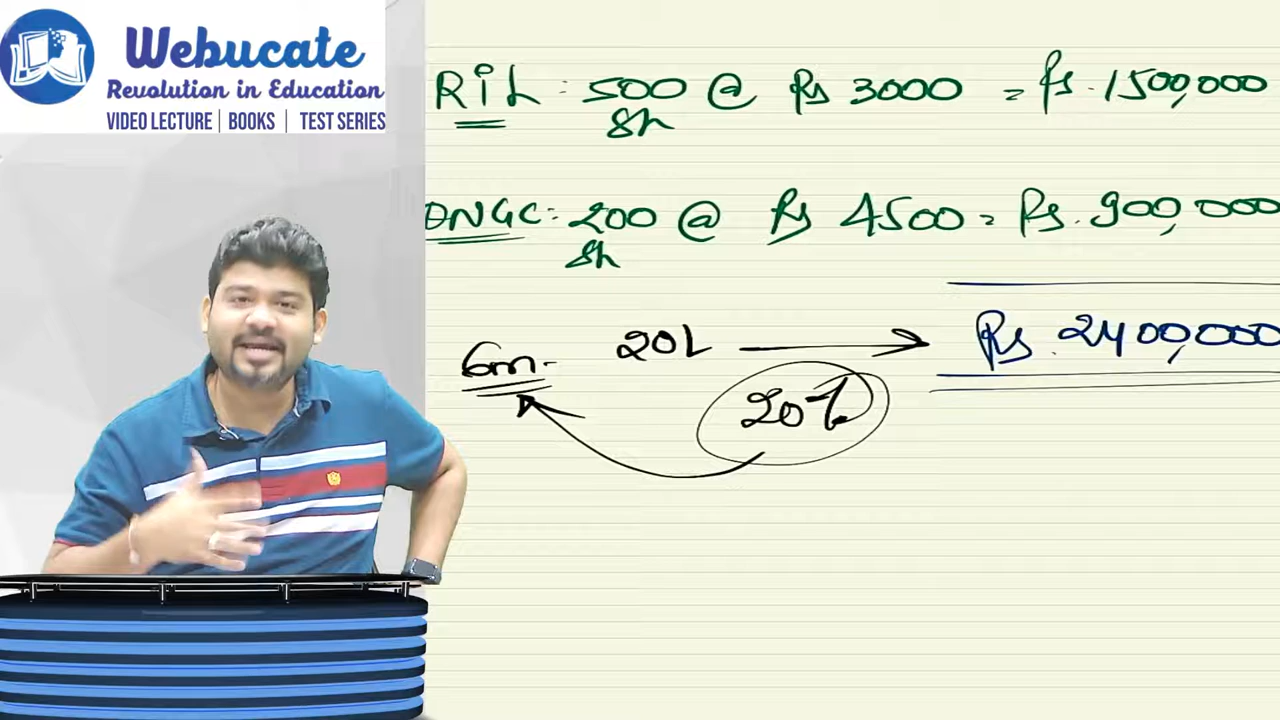 Webucate
Revolution in Education
VIDEO LECTURE | BOOKS | TEST SERIES
RiL : 500 @ Rs 3000 = Rs. 1500,000
Sh
ONGC: 200 @ Rs 4500 = Rs. 900,000
Sh
6m. 20L → Rs. 2400,000
20%